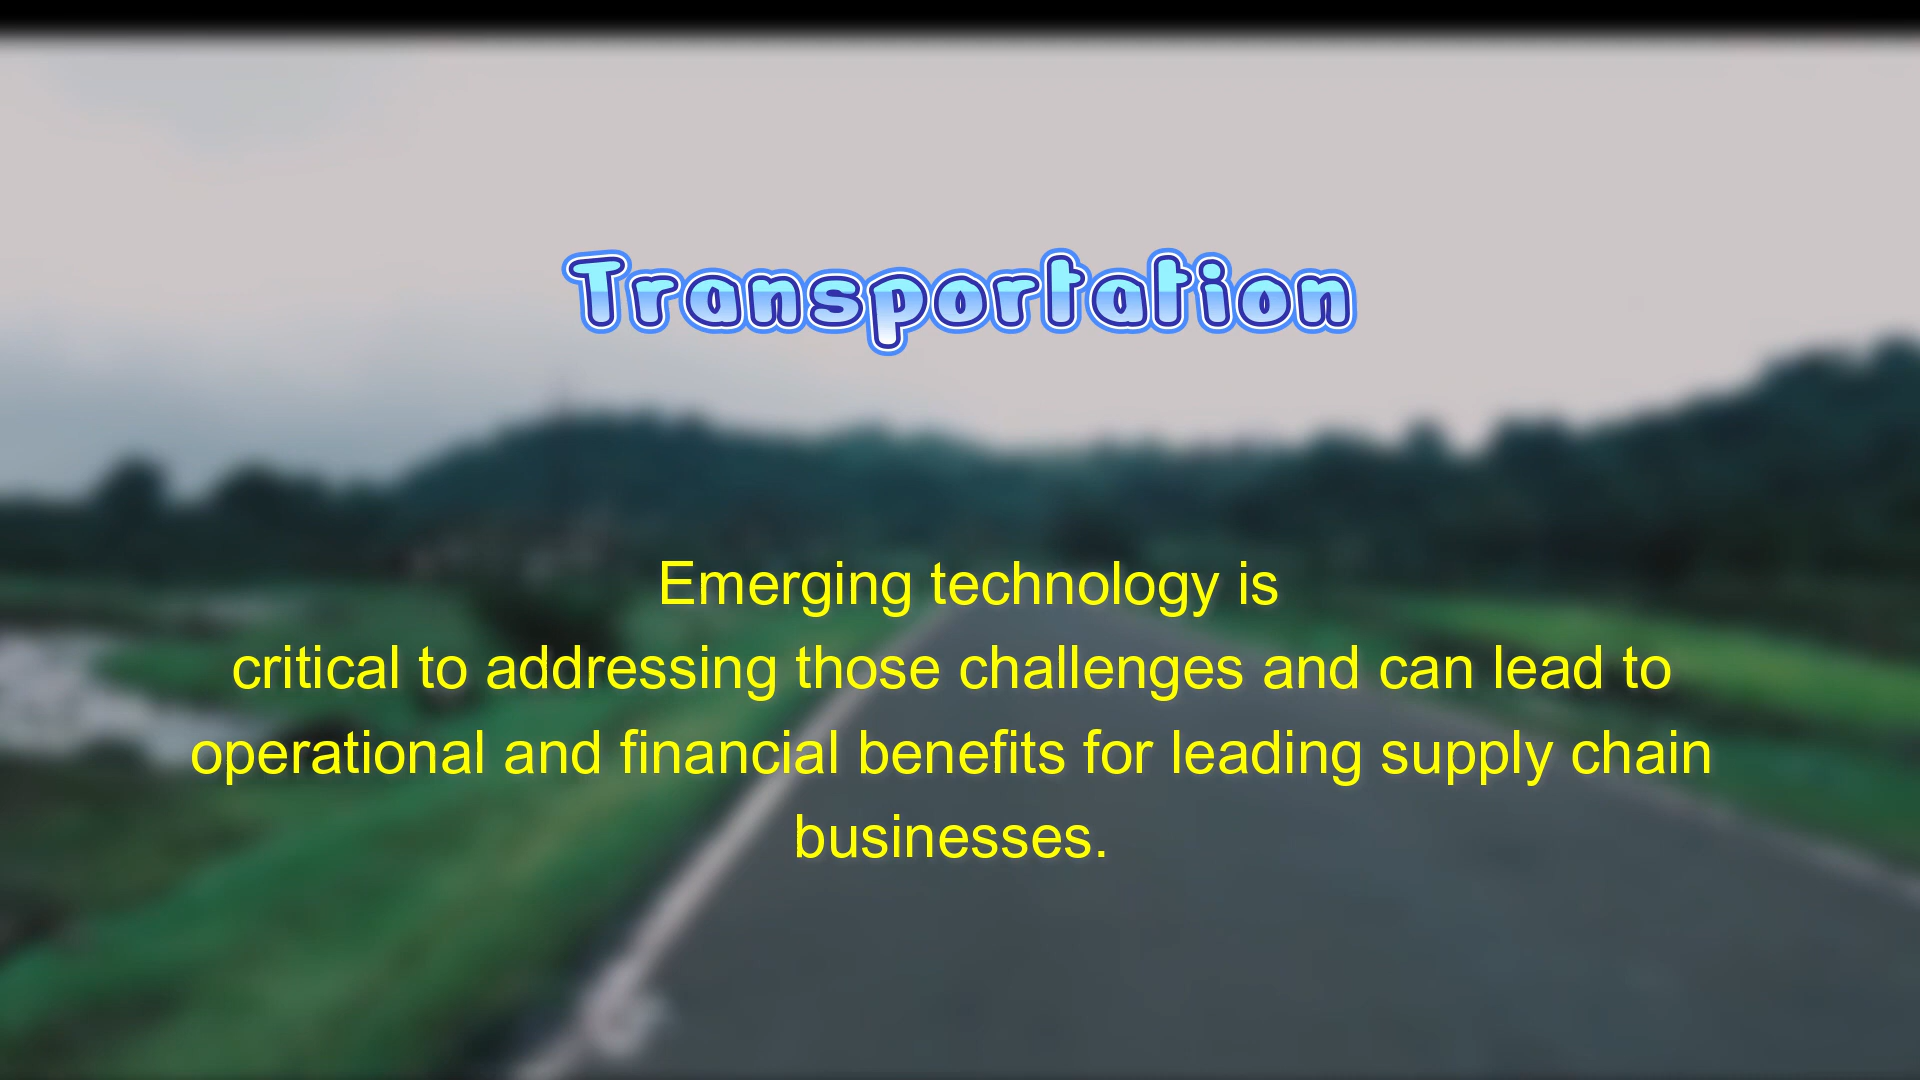 Transportation
Emerging technology is
critical to addressing those challenges and can lead to
operational and financial benefits for leading supply chain
businesses.